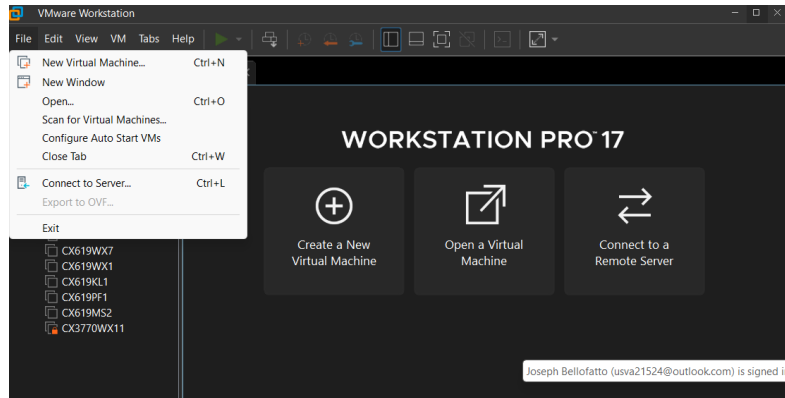 VMware Workstation
File Edit View VM Tabs Help
New Virtual Machine... Ctrl+N
New Window
Open... Ctrl+O
Scan for Virtual Machines...
Configure Auto Start VMs
Close Tab Ctrl+W
Connect to Server... Ctrl+L
Export to OVF...
Exit
CX619WX7
CX619WX1
CX619KL1
CX619PF1
CX619MS2
CX3770WX11
WORKSTATION PRO™ 17
Create a New
Virtual Machine
Open a Virtual
Machine
Connect to a
Remote Server
Joseph Bellofatto (usva21524@outlook.com) is signed i